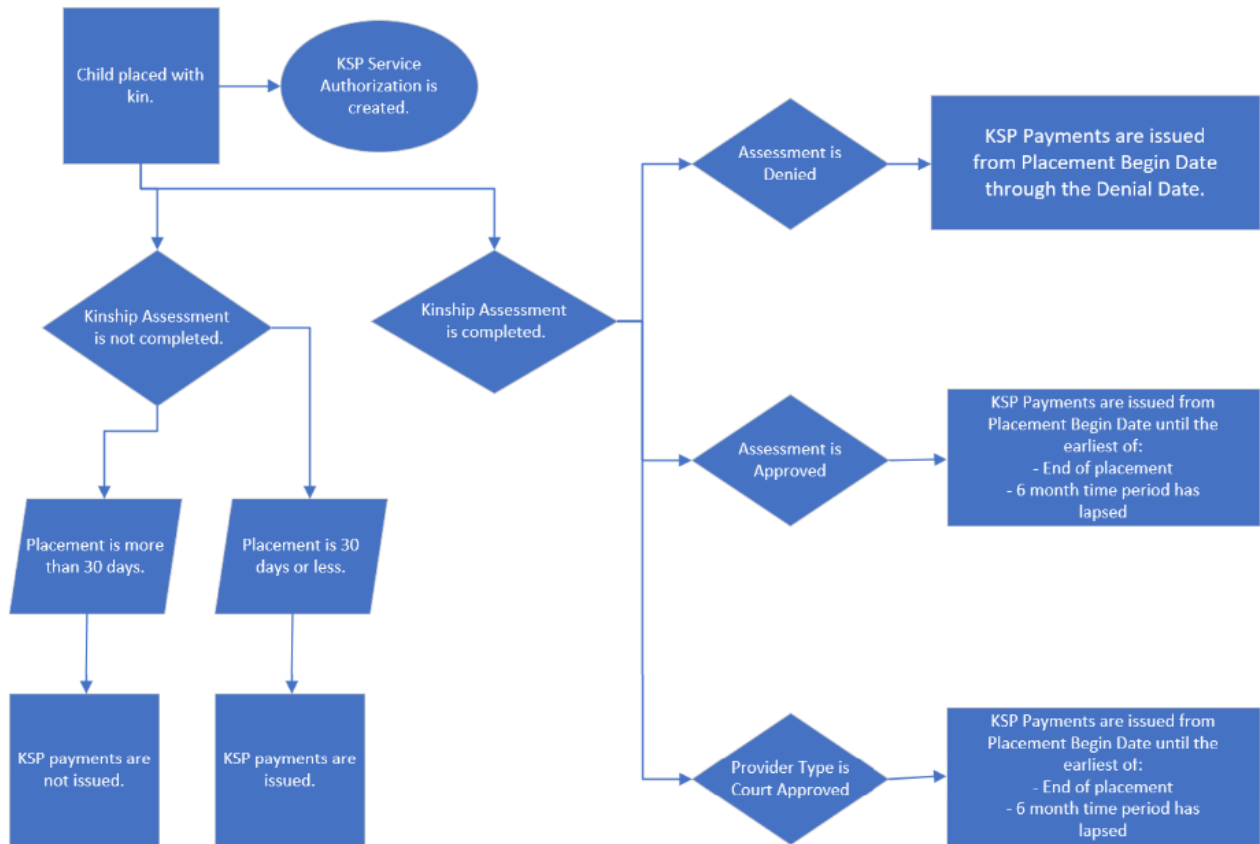 Child placed with
kin.
KSP Service
Authorization is
created.
Assessment is
Denied
KSP Payments are issued
from Placement Begin Date
through the Denial Date.
Kinship Assessment
is not completed.
Kinship Assessment
is completed.
Assessment is
Approved
KSP Payments are issued from
Placement Begin Date until the
earliest of:
- End of placement
- 6 month time period has
lapsed
Placement is more
than 30 days.
Placement is 30
days or less.
KSP payments are
not issued.
KSP payments are
issued.
Provider Type is
Court Approved
KSP Payments are issued from
Placement Begin Date until the
earliest of:
- End of placement
- 6 month time period has
lapsed